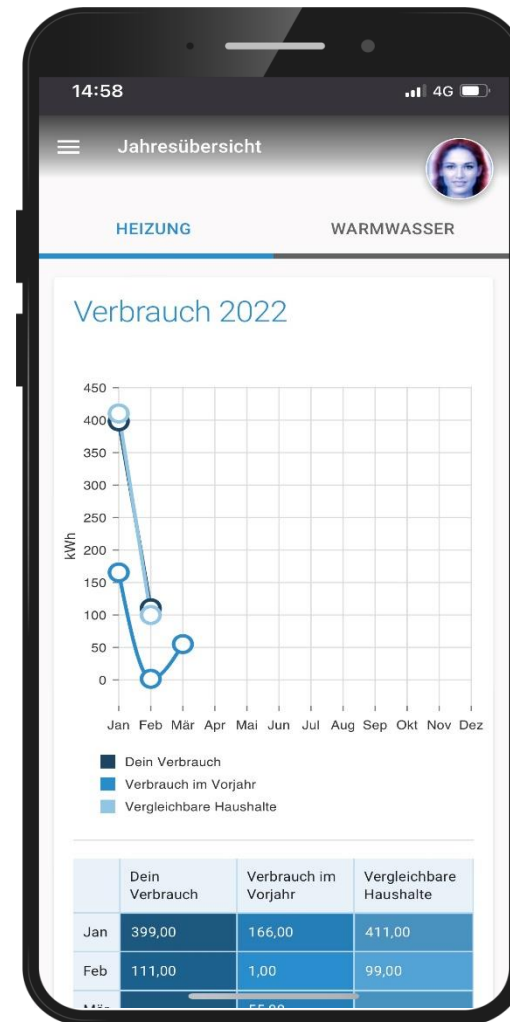 14:58 4G
Jahresübersicht
HEIZUNG WARMWASSER
Verbrauch 2022
450
400
350
300
250
200
150
100
50
0
kWh
Jan Feb Mär Apr Mai Jun Jul Aug Sep Okt Nov Dez
Dein Verbrauch
Verbrauch im Vorjahr
Vergleichbare Haushalte
Dein Verbrauch Verbrauch im Vorjahr Vergleichbare Haushalte
Jan 399,00 166,00 411,00
Feb 111,00 1,00 99,00
Mär 55,00